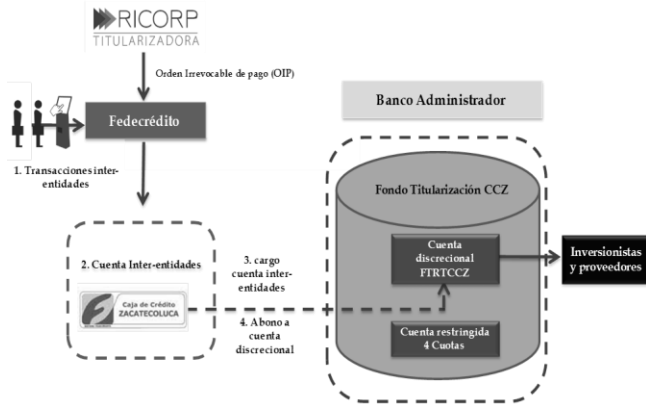 RICORP
TITULARIZADORA
Orden Irrevocable de pago (OIP)
Banco Administrador
Fedecrédito
1. Transacciones inter-
entidades
Fondo Titularización CCZ
2. Cuenta Inter-entidades
3. cargo
cuenta inter-
entidades
Cuenta
discrecional
FTRTCCZ
Inversionistas
y proveedores
Caja de Crédito
ZACATECOLUCA
4. Abono a
cuenta
discrecional
Cuenta restringida
4 Cuotas